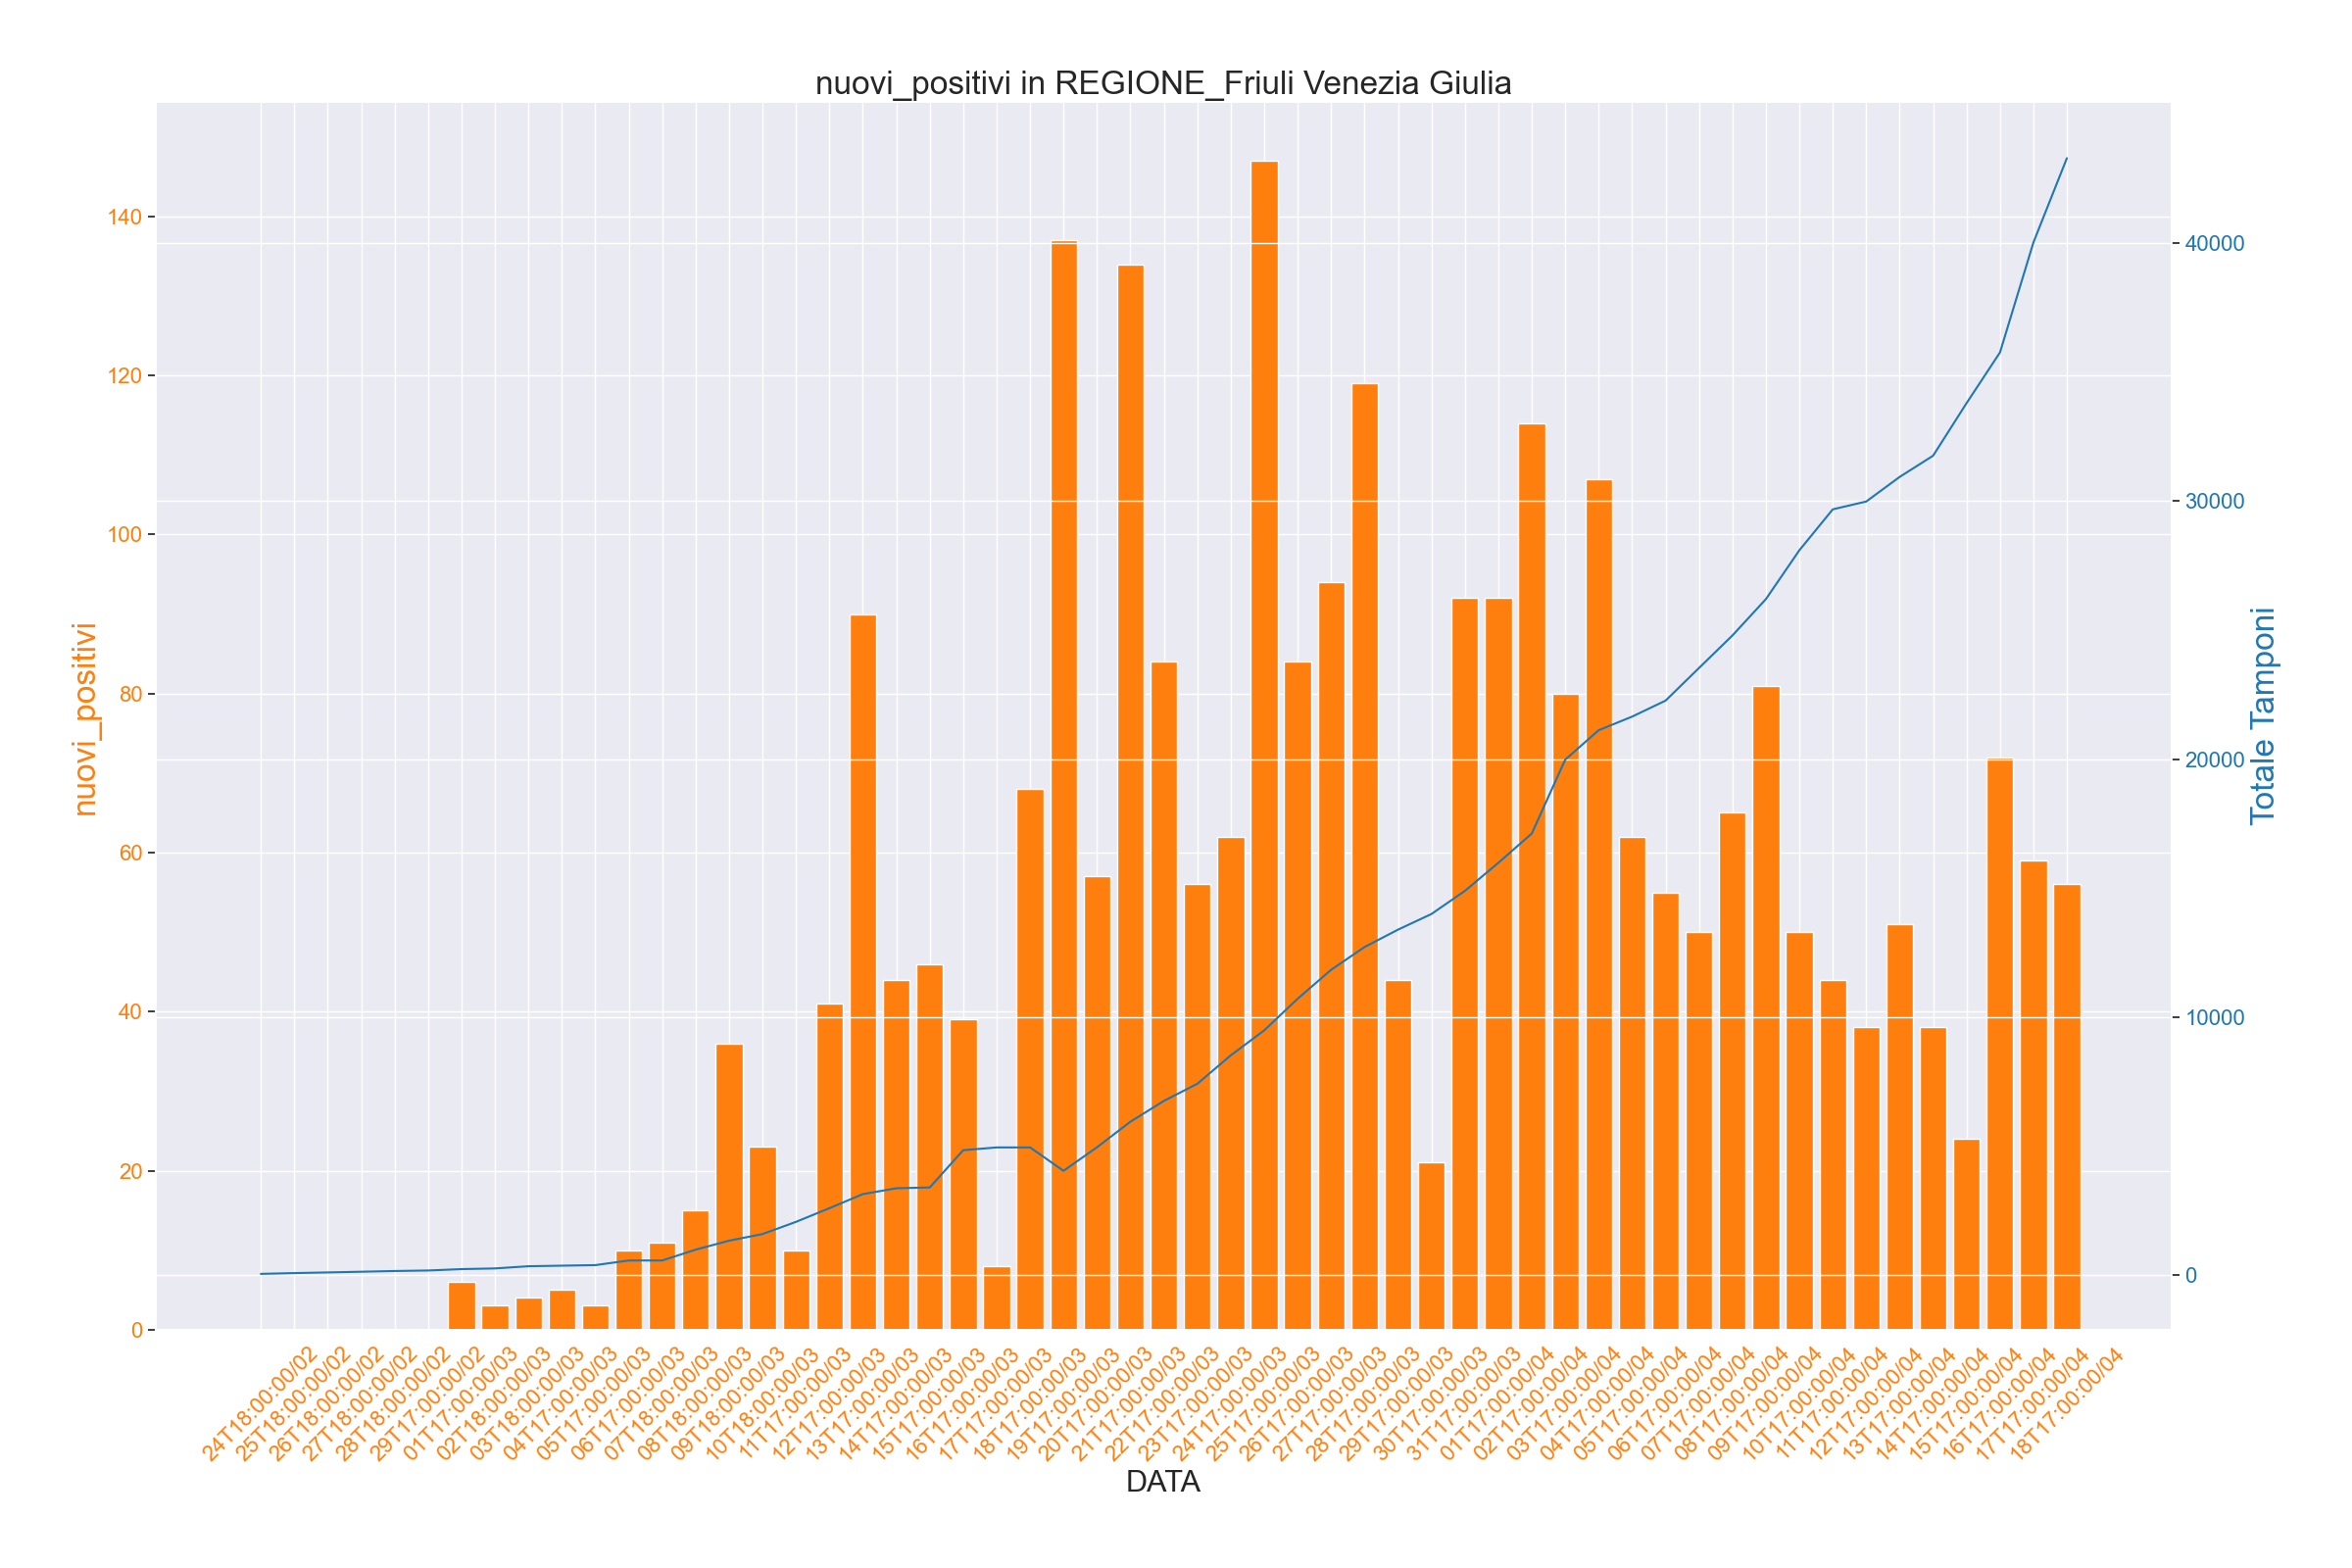 nuovi_positivi in REGIONE_Friuli Venezia Giulia
nuovi_positivi
140
120
100
80
60
40
20
0
40000
30000
20000
10000
0
Totale Tamponi
24T18:00:00/02
25T18:00:00/02
26T18:00:00/02
27T18:00:00/02
28T18:00:00/02
29T17:00:00/02
01T17:00:00/03
02T18:00:00/03
03T18:00:00/03
04T17:00:00/03
05T17:00:00/03
06T17:00:00/03
07T18:00:00/03
08T18:00:00/03
09T18:00:00/03
10T18:00:00/03
11T17:00:00/03
12T17:00:00/03
13T17:00:00/03
14T17:00:00/03
15T17:00:00/03
16T17:00:00/03
17T17:00:00/03
18T17:00:00/03
19T17:00:00/03
20T17:00:00/03
21T17:00:00/03
22T17:00:00/03
23T17:00:00/03
24T17:00:00/03
25T17:00:00/03
26T17:00:00/03
27T17:00:00/03
28T17:00:00/03
29T17:00:00/03
30T17:00:00/03
31T17:00:00/03
01T17:00:00/04
02T17:00:00/04
03T17:00:00/04
04T17:00:00/04
05T17:00:00/04
06T17:00:00/04
07T17:00:00/04
08T17:00:00/04
09T17:00:00/04
10T17:00:00/04
11T17:00:00/04
12T17:00:00/04
13T17:00:00/04
14T17:00:00/04
15T17:00:00/04
16T17:00:00/04
17T17:00:00/04
18T17:00:00/04
DATA